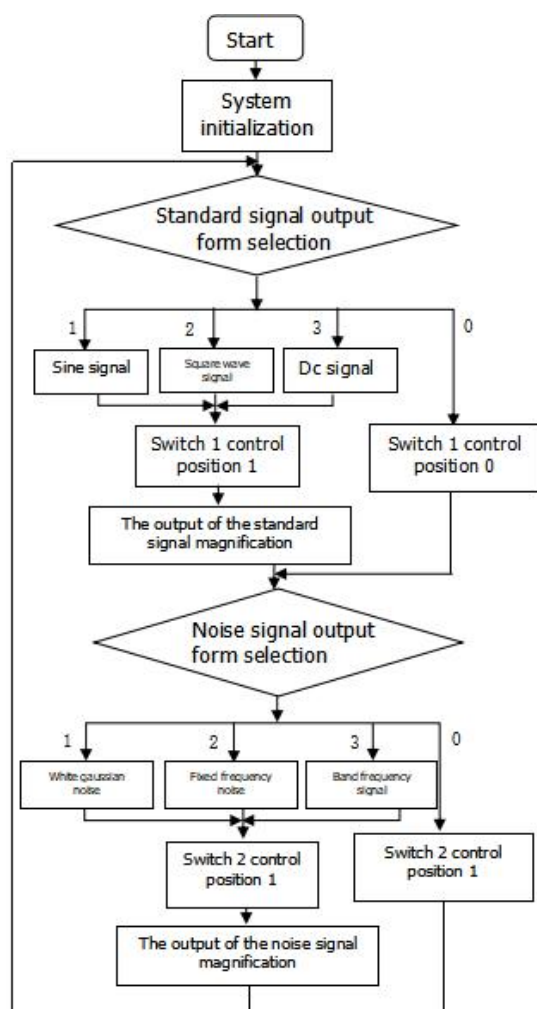 Start
System
initialization
Standard signal output
form selection
1
2
3
0
Sine signal
Square wave
signal
Dc signal
Switch 1 control
position 1
Switch 1 control
position 0
The output of the standard
signal magnification
Noise signal output
form selection
1
2
3
0
White gaussian
noise
Fixed frequency
noise
Band frequency
signal
Switch 2 control
position 1
Switch 2 control
position 1
The output of the noise signal
magnification